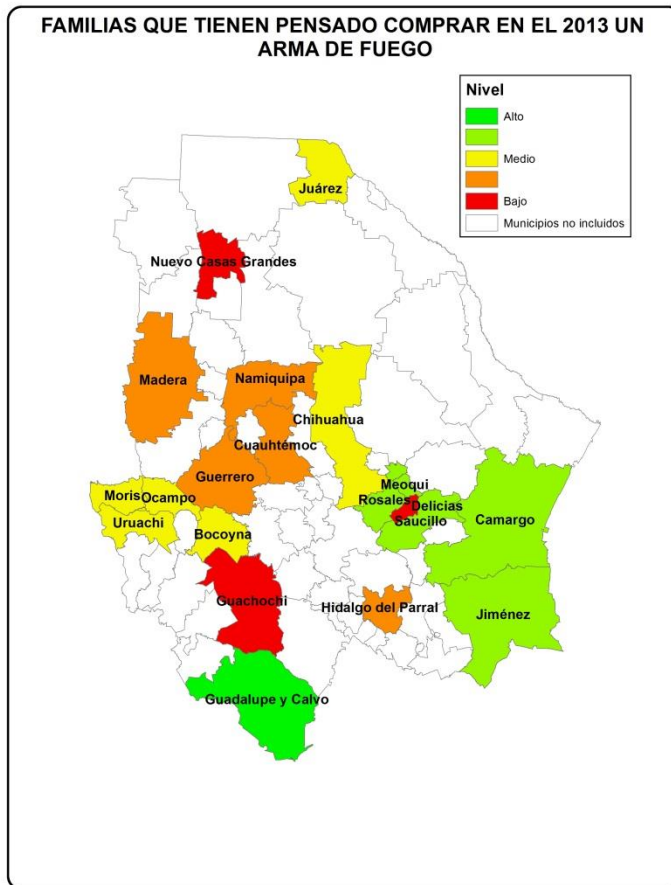 FAMILIAS QUE TIENEN PENSADO COMPRAR EN EL 2013 UN
ARMA DE FUEGO
Nivel
Alto
Medio
Bajo
Municipios no incluidos
Juárez
Nuevo Casas Grandes
Madera
Namiquipa
Chihuahua
Cuauhtémoc
Guerrero
Meoqui
Rosales
Delicias
Saucillo
Moris
Ocampo
Uruachi
Camargo
Bocoyna
Guachochi
Hidalgo del Parral
Jiménez
Guadalupe y Calvo